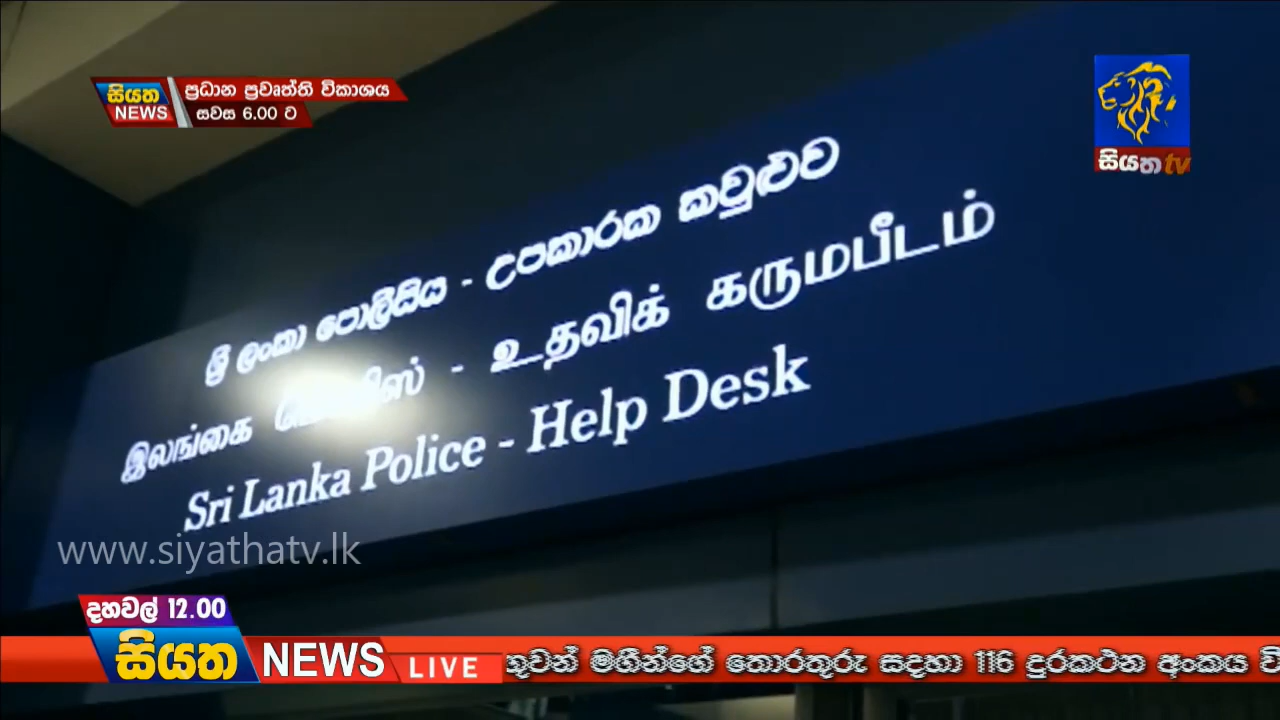 සියත
NEWS
ප්‍රධාන ප්‍රවෘත්ති විකාශය
සවස 6.00 ට
සියත tv
ශ්‍රී ලංකා පොලීසිය - උපකාරක කවුළුව
இலங்கை - உதவிக் கருமபீடம்
Sri Lanka Police - Help Desk
www.siyathatv.lk
දහවල් 12.00
සියත NEWS LIVE
මගීන්ගේ තොරතුරු සදහා 116 දුරකථන අංකය